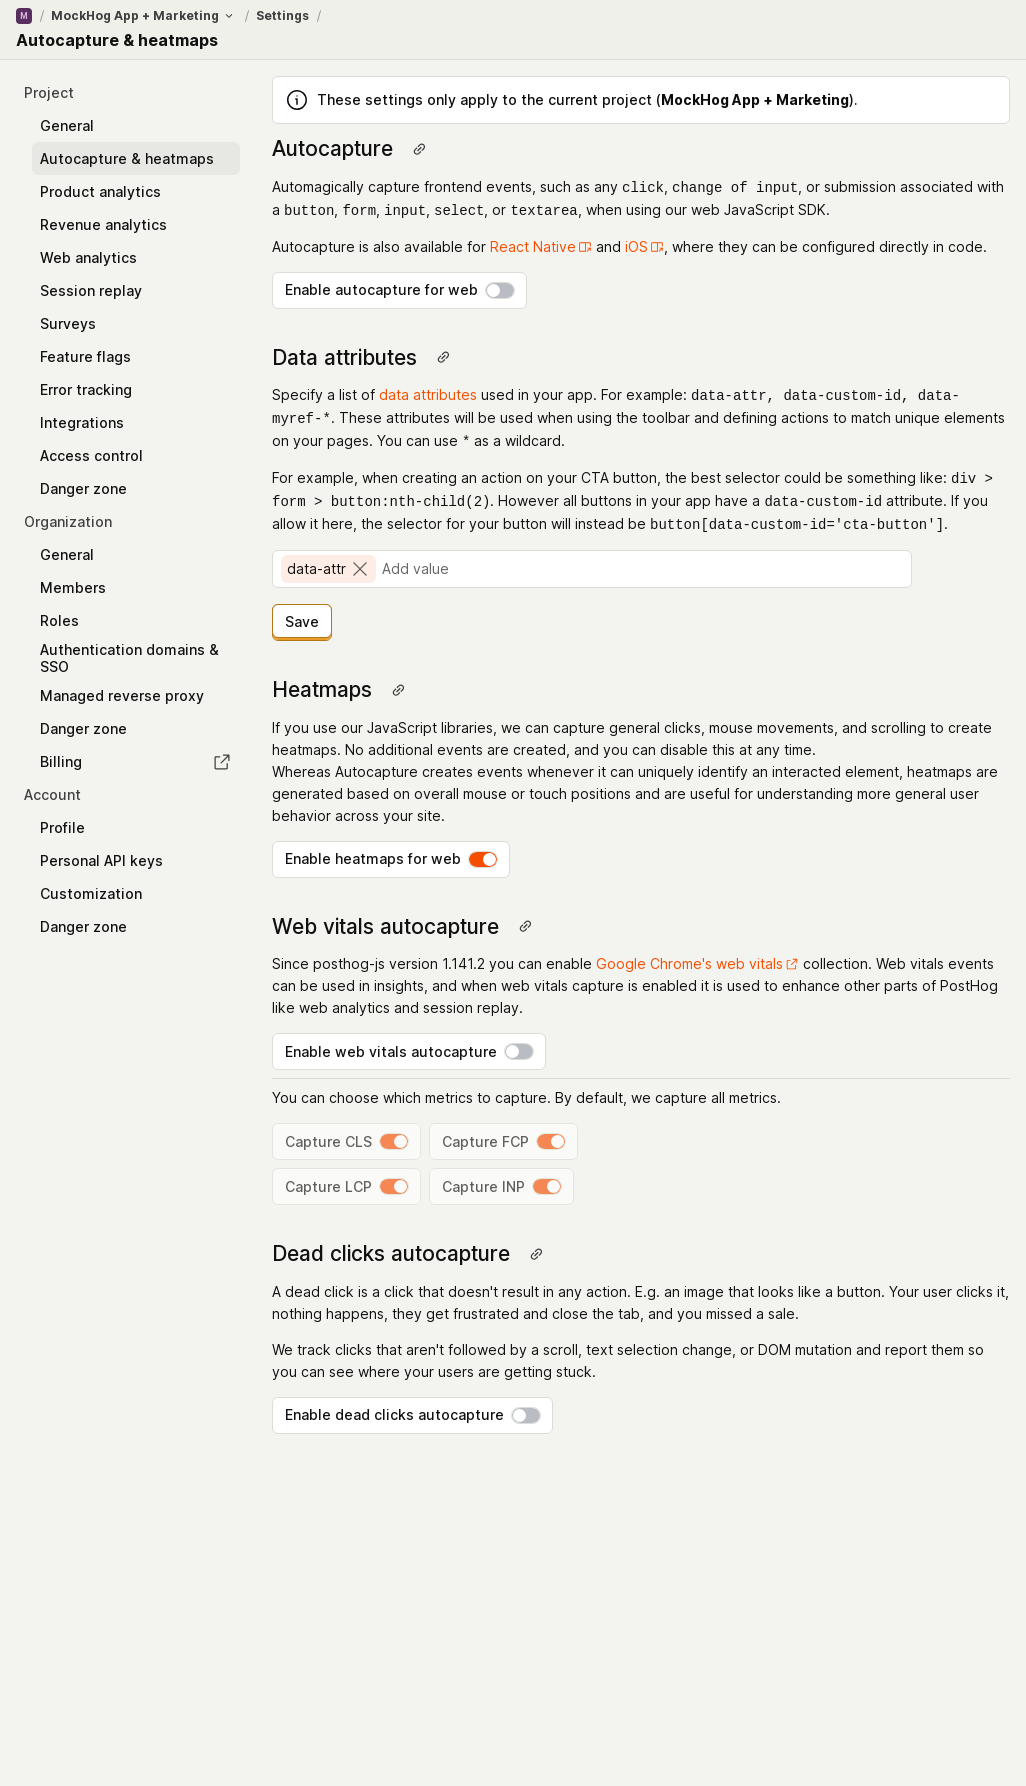 M / MockHog App + Marketing / Settings /
Autocapture & heatmaps
Project
General
Autocapture & heatmaps
Product analytics
Revenue analytics
Web analytics
Session replay
Surveys
Feature flags
Error tracking
Integrations
Access control
Danger zone
Organization
General
Members
Roles
Authentication domains &
SSO
Managed reverse proxy
Danger zone
Billing
Account
Profile
Personal API keys
Customization
Danger zone
These settings only apply to the current project (MockHog App + Marketing).
Autocapture
Automagically capture frontend events, such as any click, change of input, or submission associated with
a button, form, input, select, or textarea, when using our web JavaScript SDK.
Autocapture is also available for React Native and iOS, where they can be configured directly in code.
Enable autocapture for web
Data attributes
Specify a list of data attributes used in your app. For example: data-attr, data-custom-id, data-
myref-*. These attributes will be used when using the toolbar and defining actions to match unique elements
on your pages. You can use * as a wildcard.
For example, when creating an action on your CTA button, the best selector could be something like: div >
form > button:nth-child(2). However all buttons in your app have a data-custom-id attribute. If you
allow it here, the selector for your button will instead be button[data-custom-id='cta-button'].
data-attr Add value
Save
Heatmaps
If you use our JavaScript libraries, we can capture general clicks, mouse movements, and scrolling to create
heatmaps. No additional events are created, and you can disable this at any time.
Whereas Autocapture creates events whenever it can uniquely identify an interacted element, heatmaps are
generated based on overall mouse or touch positions and are useful for understanding more general user
behavior across your site.
Enable heatmaps for web
Web vitals autocapture
Since posthog-js version 1.141.2 you can enable Google Chrome's web vitals collection. Web vitals events
can be used in insights, and when web vitals capture is enabled it is used to enhance other parts of PostHog
like web analytics and session replay.
Enable web vitals autocapture
You can choose which metrics to capture. By default, we capture all metrics.
Capture CLS Capture FCP
Capture LCP Capture INP
Dead clicks autocapture
A dead click is a click that doesn't result in any action. E.g. an image that looks like a button. Your user clicks it,
nothing happens, they get frustrated and close the tab, and you missed a sale.
We track clicks that aren't followed by a scroll, text selection change, or DOM mutation and report them so
you can see where your users are getting stuck.
Enable dead clicks autocapture